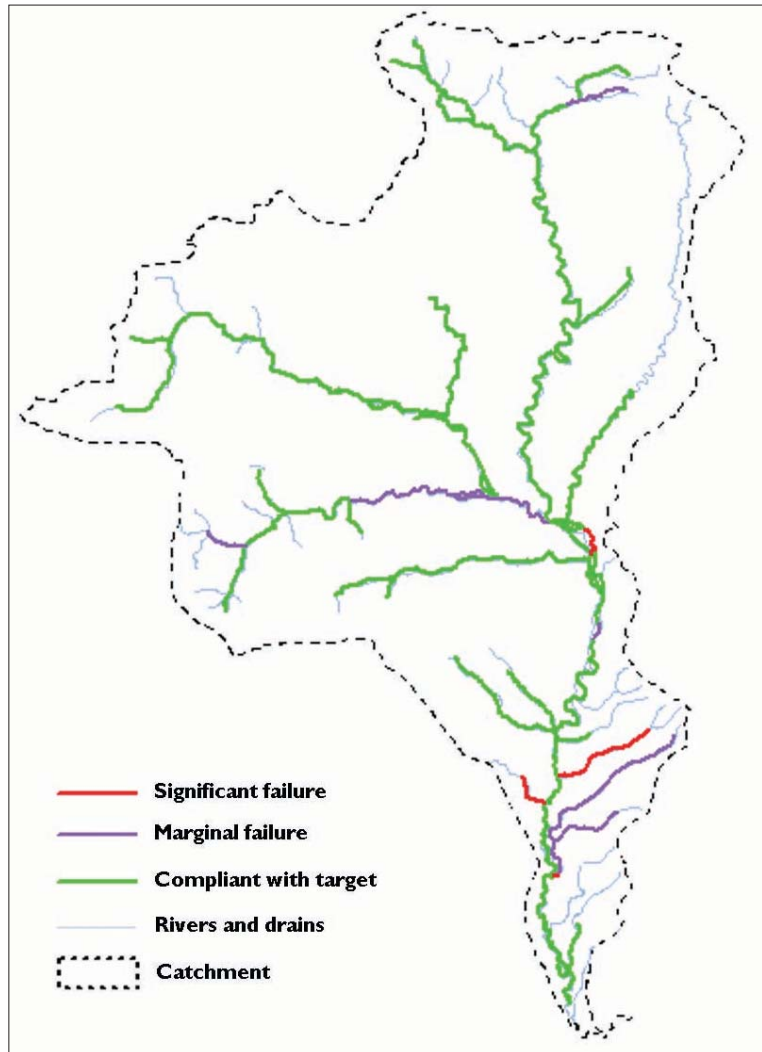 Significant failure
Marginal failure
Compliant with target
Rivers and drains
Catchment